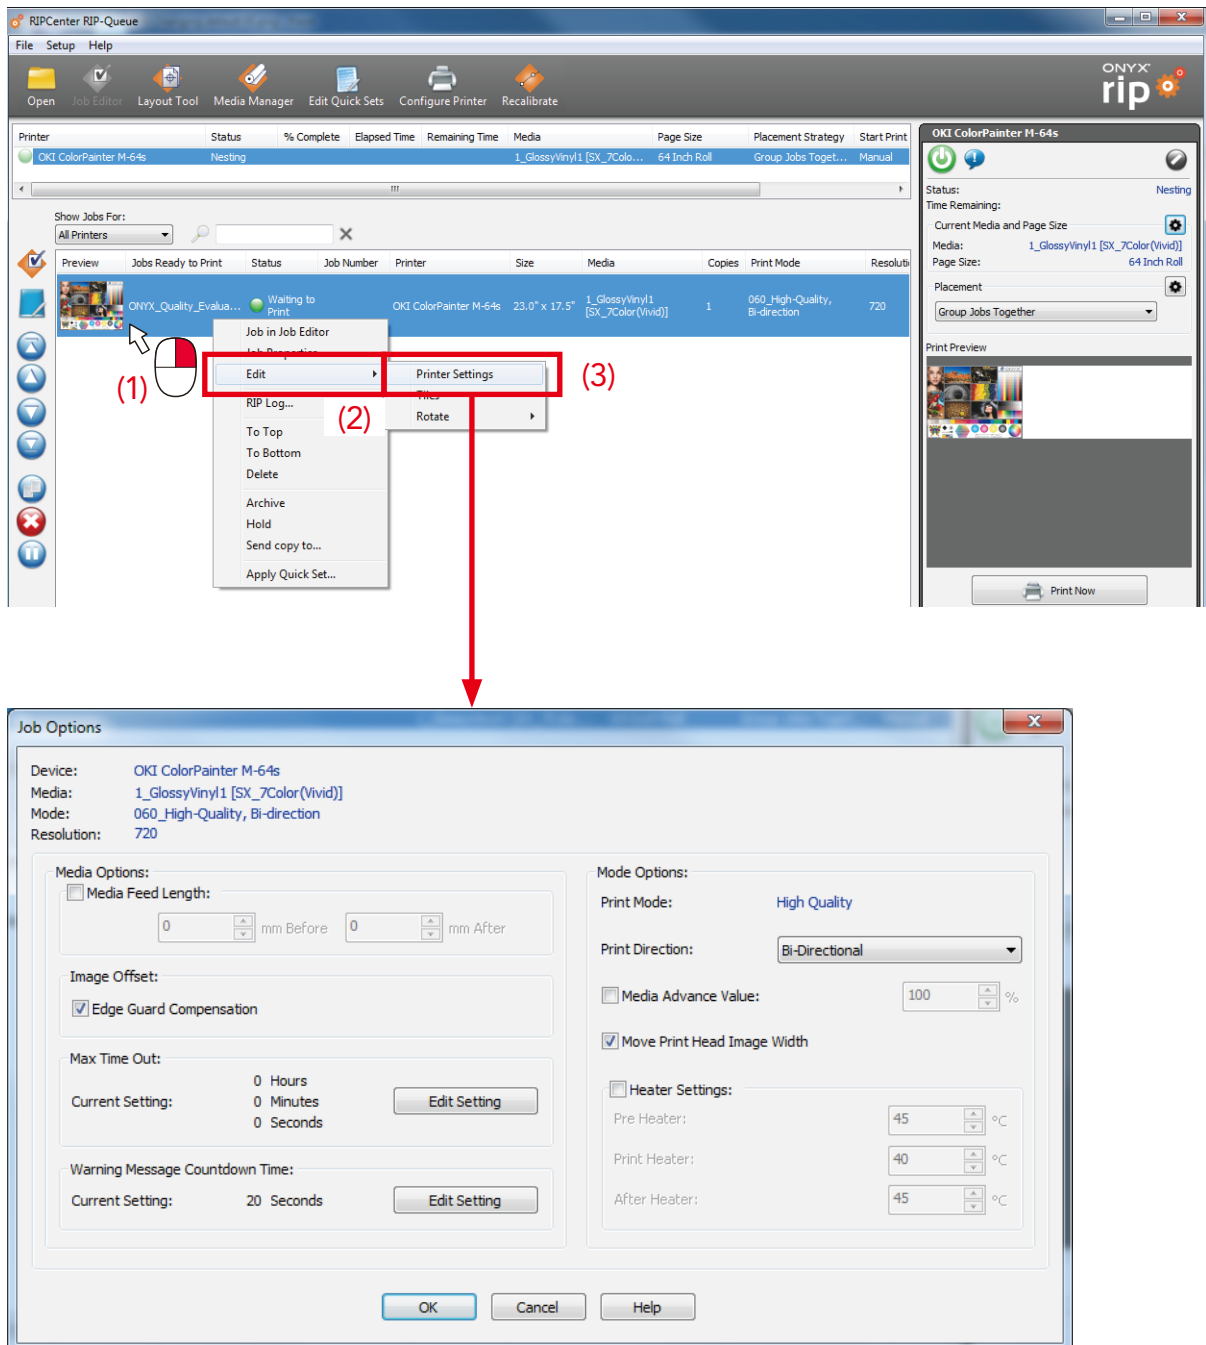 RIPCenter RIP-Queue
File Setup Help
Open Job Editor Layout Tool Media Manager Edit Quick Sets Configure Printer Recalibrate
ONYX
rip
Printer Status % Complete Elapsed Time Remaining Time Media Page Size Placement Strategy Start Print
OKI ColorPainter M-64s Nesting 1_GlossyVinyl1 [SX_7Colo... 64 Inch Roll Group Jobs Toget... Manual
Show Jobs For:
All Printers
Preview Jobs Ready to Print Status Job Number Printer Size Media Copies Print Mode Resoluti
ONYX_Quality_Evalua... Waiting to Print OKI ColorPainter M-64s 23.0" x 17.5" 1_GlossyVinyl1 [SX_7Color(Vivid)] 1 060_High-Quality, Bi-direction 720
Job in Job Editor
Job Properties
Edit
RIP Log...
To Top
To Bottom
Delete
Archive
Hold
Send copy to...
Apply Quick Set...
Printer Settings
Tiles
Rotate
(1)
(2)
(3)
OKI ColorPainter M-64s
Status: Nesting
Time Remaining:
Current Media and Page Size
Media: 1_GlossyVinyl1 [SX_7Color(Vivid)]
Page Size: 64 Inch Roll
Placement
Group Jobs Together
Print Preview
Print Now
Job Options
Device: OKI ColorPainter M-64s
Media: 1_GlossyVinyl1 [SX_7Color(Vivid)]
Mode: 060_High-Quality, Bi-direction
Resolution: 720
Media Options:
Media Feed Length:
0 mm Before 0 mm After
Image Offset:
Edge Guard Compensation
Max Time Out:
0 Hours
Current Setting: 0 Minutes Edit Setting
0 Seconds
Warning Message Countdown Time:
Current Setting: 20 Seconds Edit Setting
Mode Options:
Print Mode: High Quality
Print Direction: Bi-Directional
Media Advance Value: 100 %
Move Print Head Image Width
Heater Settings:
Pre Heater: 45 °C
Print Heater: 40 °C
After Heater: 45 °C
OK Cancel Help